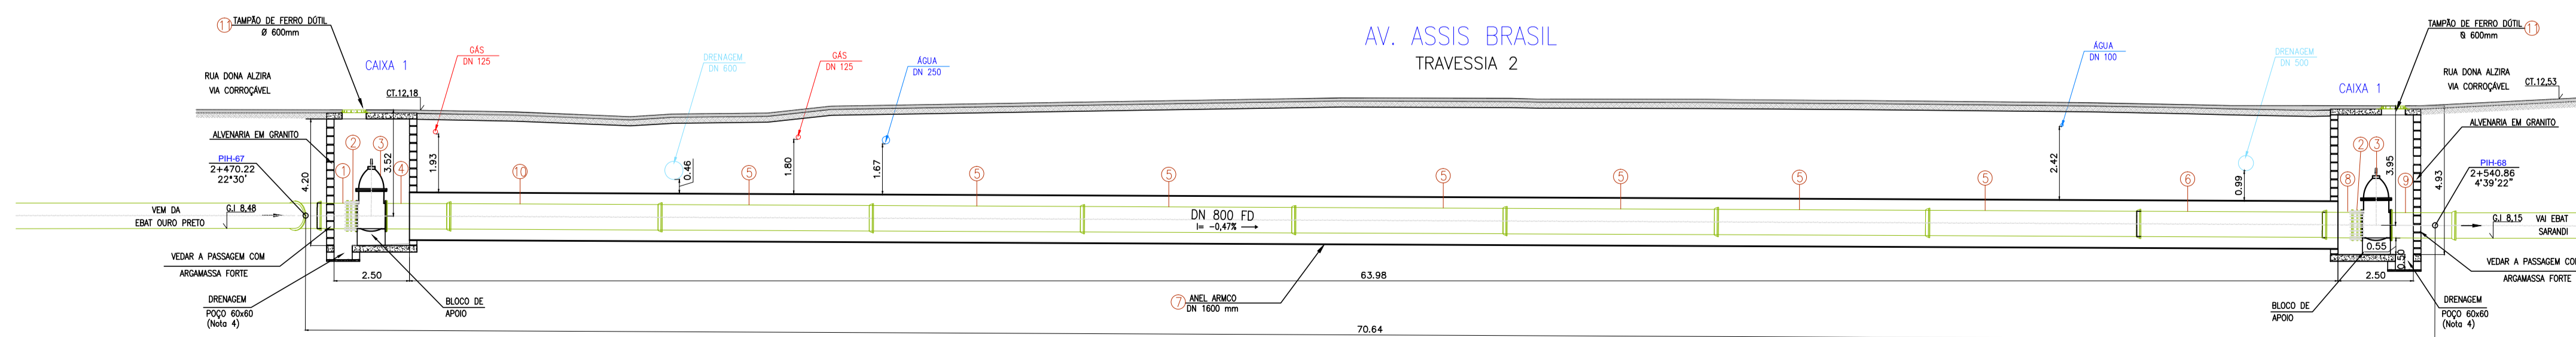 AV. ASSIS BRASIL
TRAVESSIA 2
11
TAMPÃO DE FERRO DÚTIL
Ø 600mm
CAIXA 1
RUA DONA ALZIRA
VIA CORROÇÁVEL
CT.12,18
GÁS
DN 125
DRENAGEM
DN 600
GÁS
DN 125
ÁGUA
DN 250
ÁGUA
DN 100
DRENAGEM
DN 500
TAMPÃO DE FERRO DÚTIL
11
Ø 600mm
CAIXA 1
RUA DONA ALZIRA
VIA CORROÇÁVEL
CT.12,53
ALVENARIA EM GRANITO
PIH-67
2+470.22
22°30'
4.20
1
2
3
3.52
4
1.93
10
0.46
5
1.80
1.67
5
5
5
5
5
5
2.42
6
0.99
8
2
3
3.95
9
4.93
ALVENARIA EM GRANITO
PIH-68
2+540.86
4°39'22"
VEM DA
EBAT OURO PRETO
G.I 8,48
DN 800 FD
I= -0,47%
G.I 8,15
VAI EBAT
SARANDI
VEDAR A PASSAGEM COM
ARGAMASSA FORTE
DRENAGEM
POÇO 60x60
(Nota 4)
2.50
BLOCO DE
APOIO
63.98
7
ANEL ARMCO
DN 1600 mm
70.64
0.55
0.50
2.50
BLOCO DE
APOIO
VEDAR A PASSAGEM CO
ARGAMASSA FORTE
DRENAGEM
POÇO 60x60
(Nota 4)